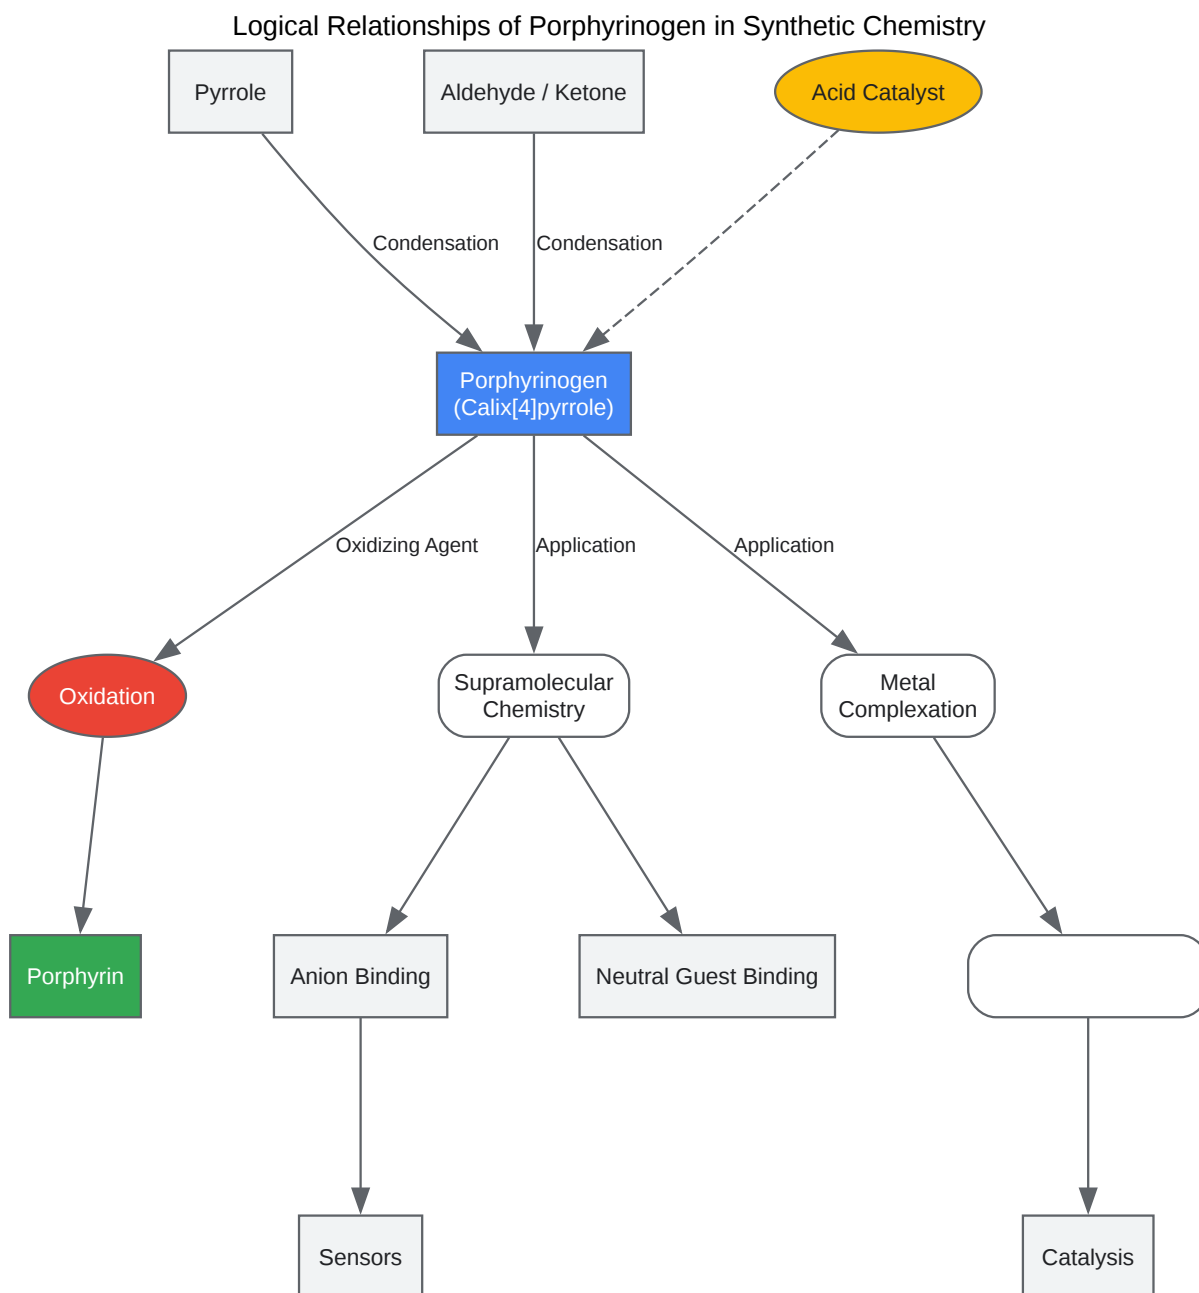 Logical Relationships of Porphyrinogen in Synthetic Chemistry
Pyrrole
Aldehyde / Ketone
Acid Catalyst
Condensation
Condensation
Porphyrinogen
(Calix[4]pyrrole)
Oxidizing Agent
Application
Application
Oxidation
Supramolecular
Chemistry
Metal
Complexation
Porphyrin
Anion Binding
Neutral Guest Binding
Sensors
Catalysis